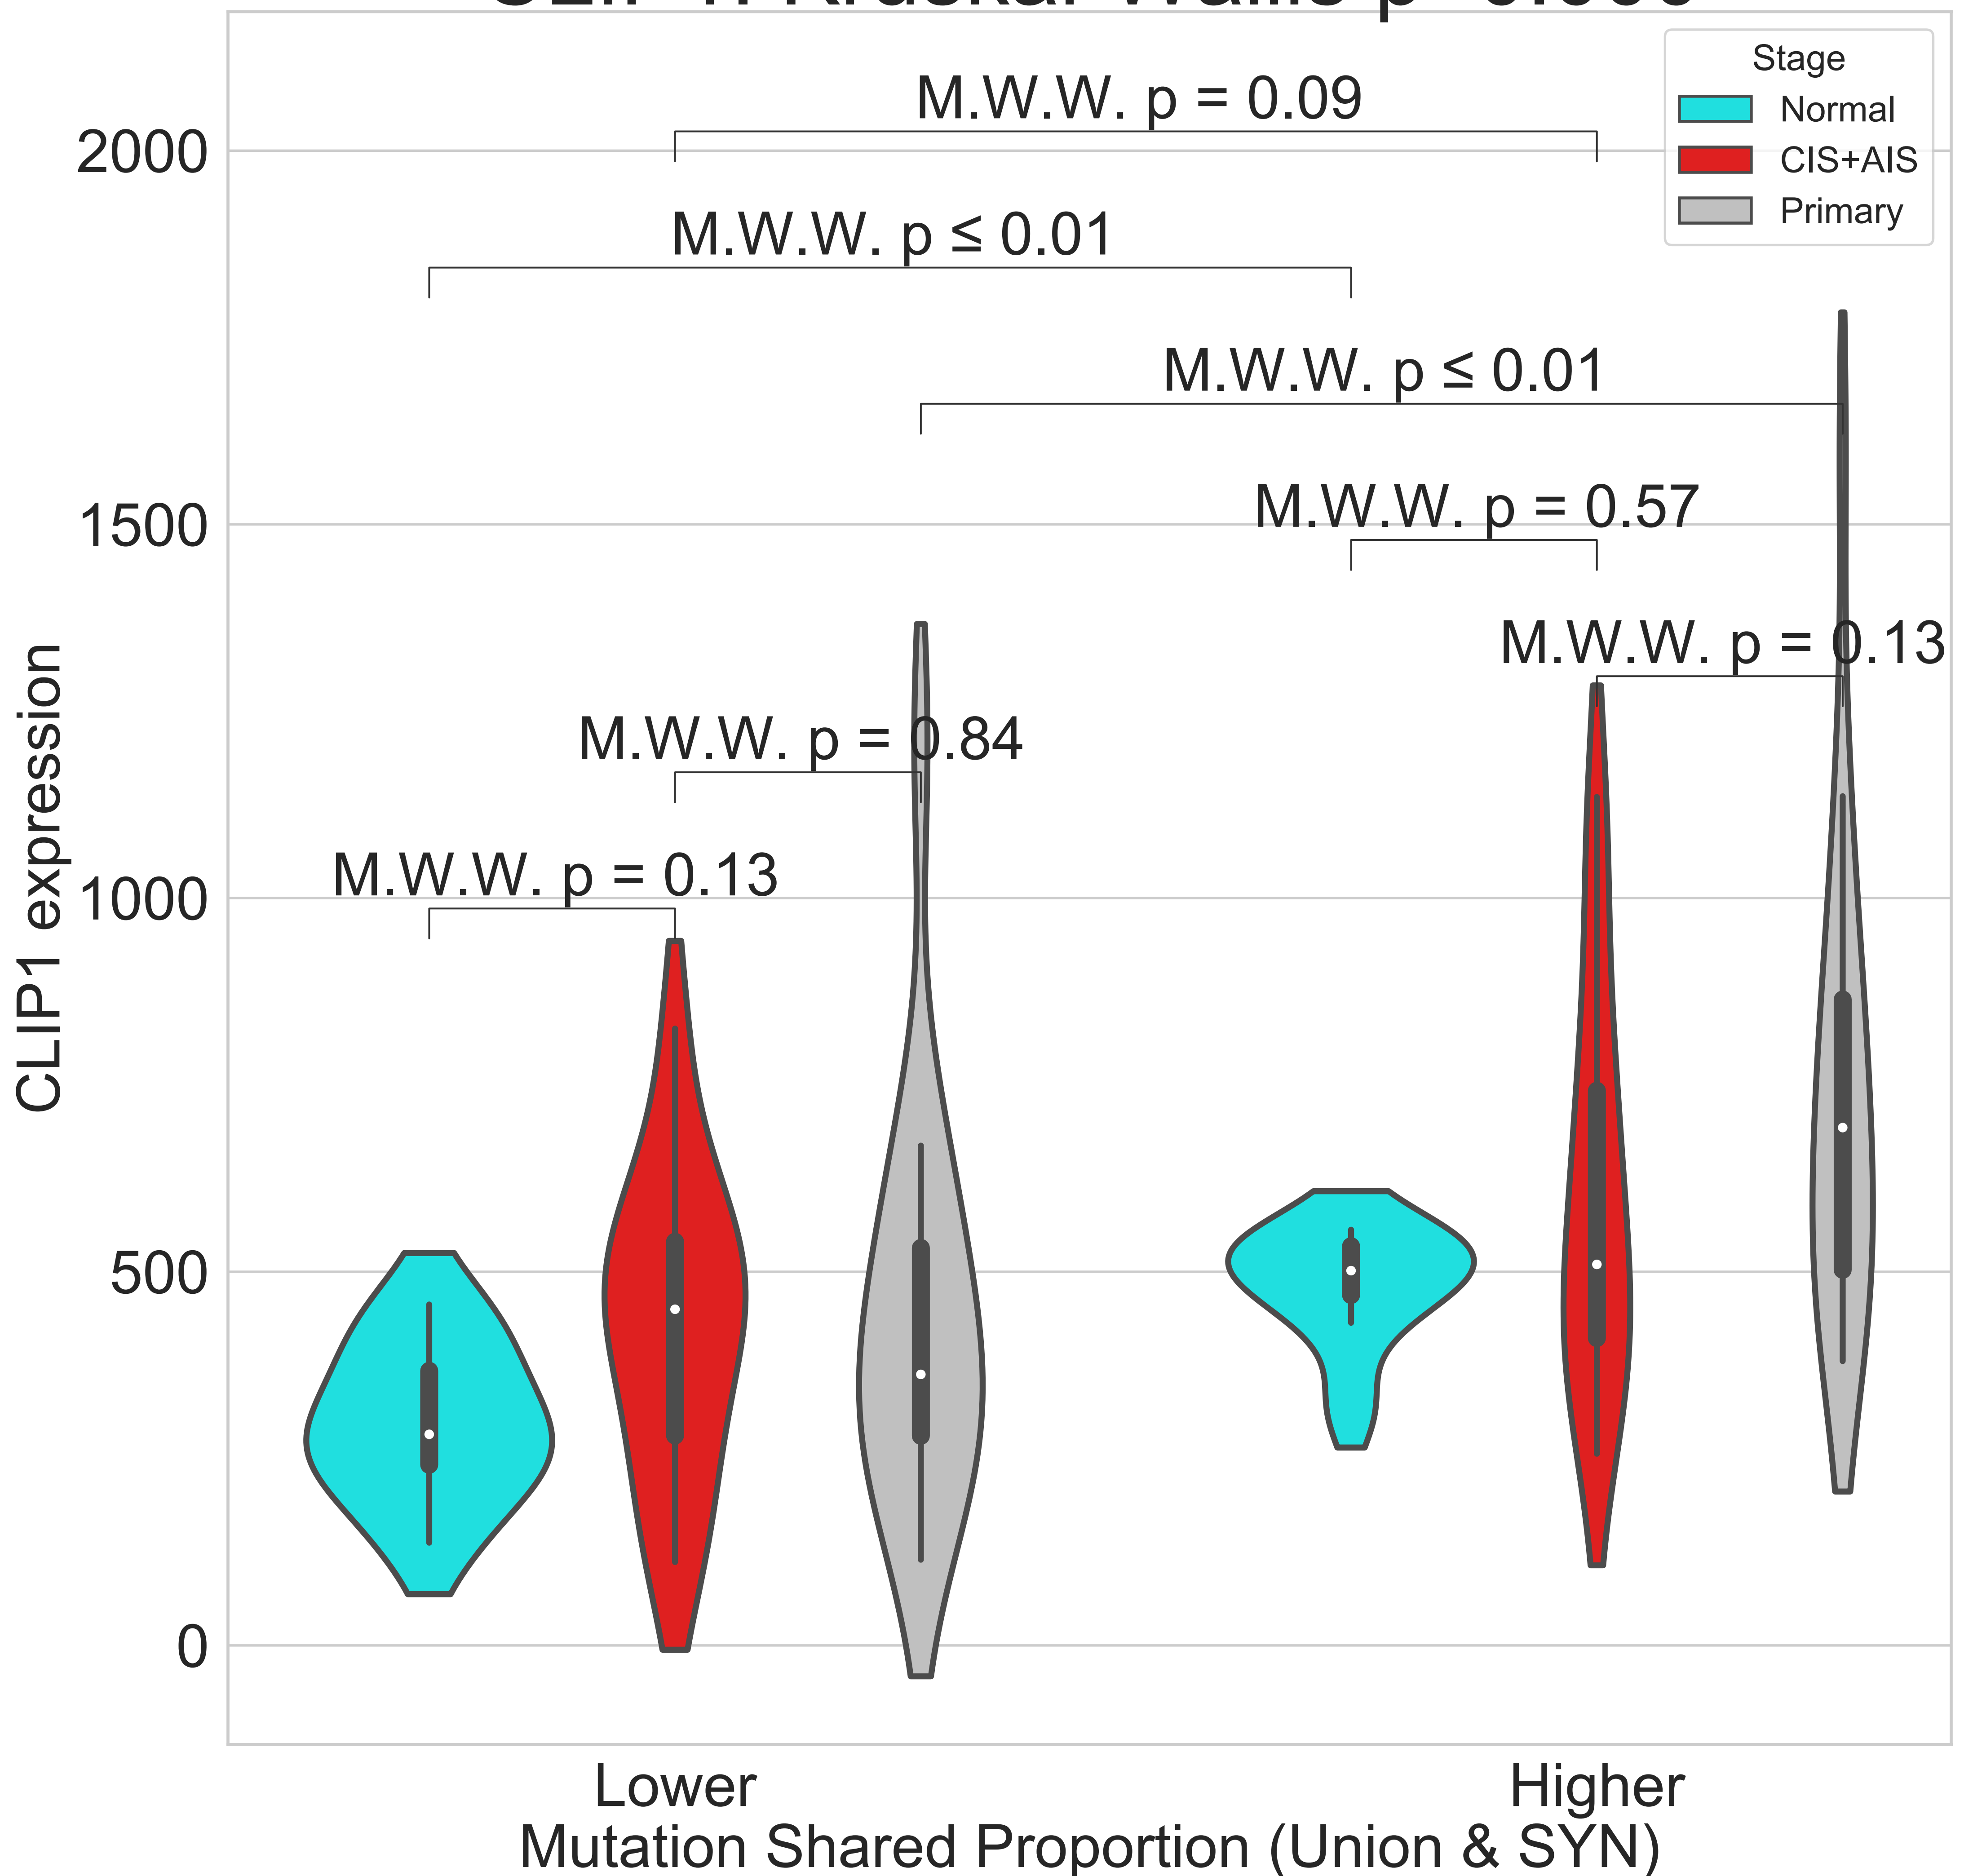 Stage
Normal
CIS+AIS
Primary
M.W.W. p = 0.09
M.W.W. p ≤ 0.01
M.W.W. p ≤ 0.01
M.W.W. p = 0.57
M.W.W. p = 0.13
M.W.W. p = 0.84
M.W.W. p = 0.13
2000
1500
1000
500
0
CLIP1 expression
Lower
Higher
Mutation Shared Proportion (Union & SYN)